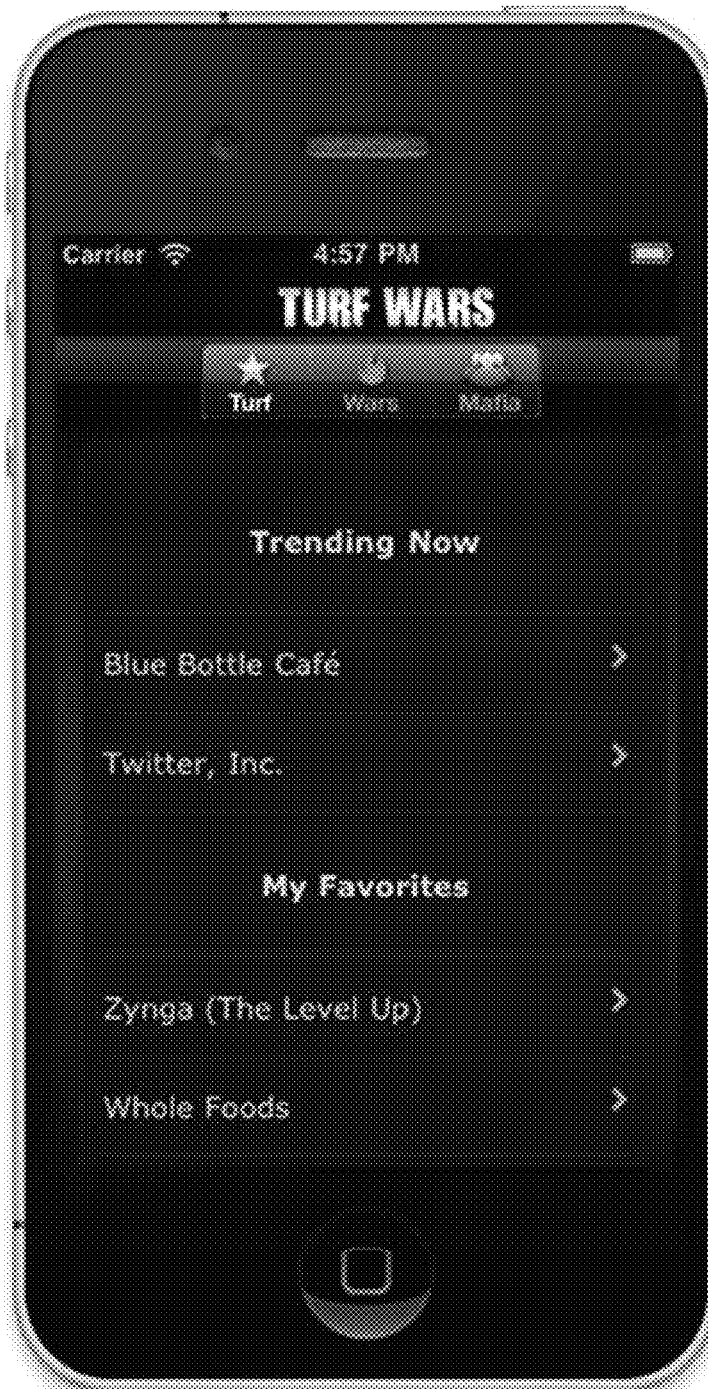 Carrier 4:57 PM
TURF WARS
Turf Wars Mafia
Trending Now
Blue Bottle Café
Twitter, Inc.
My Favorites
Zynga (The Level Up)
Whole Foods